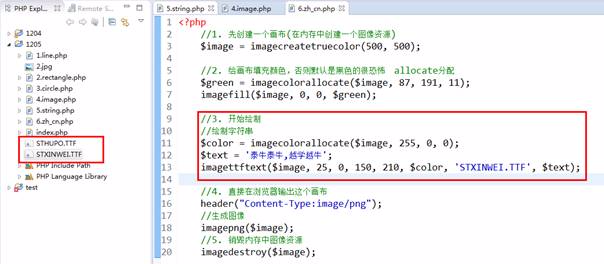 PHP Explo
Remote S
5.string.php
4.image.php
6.zh_cn.php
1204
1205
1.line.php
2.jpg
2.rectangle.php
3.circle.php
4.image.php
5.string.php
6.zh_cn.php
index.php
STHUPO.TTF
STXINWEI.TTF
PHP Include Path
PHP Language Library
test
1 <?php
2 //1. 先创建一个画布(在内存中创建一个图像资源)
3 $image = imagecreatetruecolor(500, 500);
4
5 //2. 给画布填充颜色，否则默认是黑色的很恐怖 allocate分配
6 $green = imagecolorallocate($image, 87, 191, 11);
7 imagefill($image, 0, 0, $green);
8
9 //3. 开始绘制
10 //绘制字符串
11 $color = imagecolorallocate($image, 255, 0, 0);
12 $text = '泰牛泰牛,越学越牛';
13 imagettftext($image, 25, 0, 150, 210, $color, 'STXINWEI.TTF', $text);
14
15 //4. 直接在浏览器输出这个画布
16 header("Content-Type:image/png");
17 //生成图像
18 imagepng($image);
19 //5. 销毁内存中图像资源
20 imagedestroy($image);